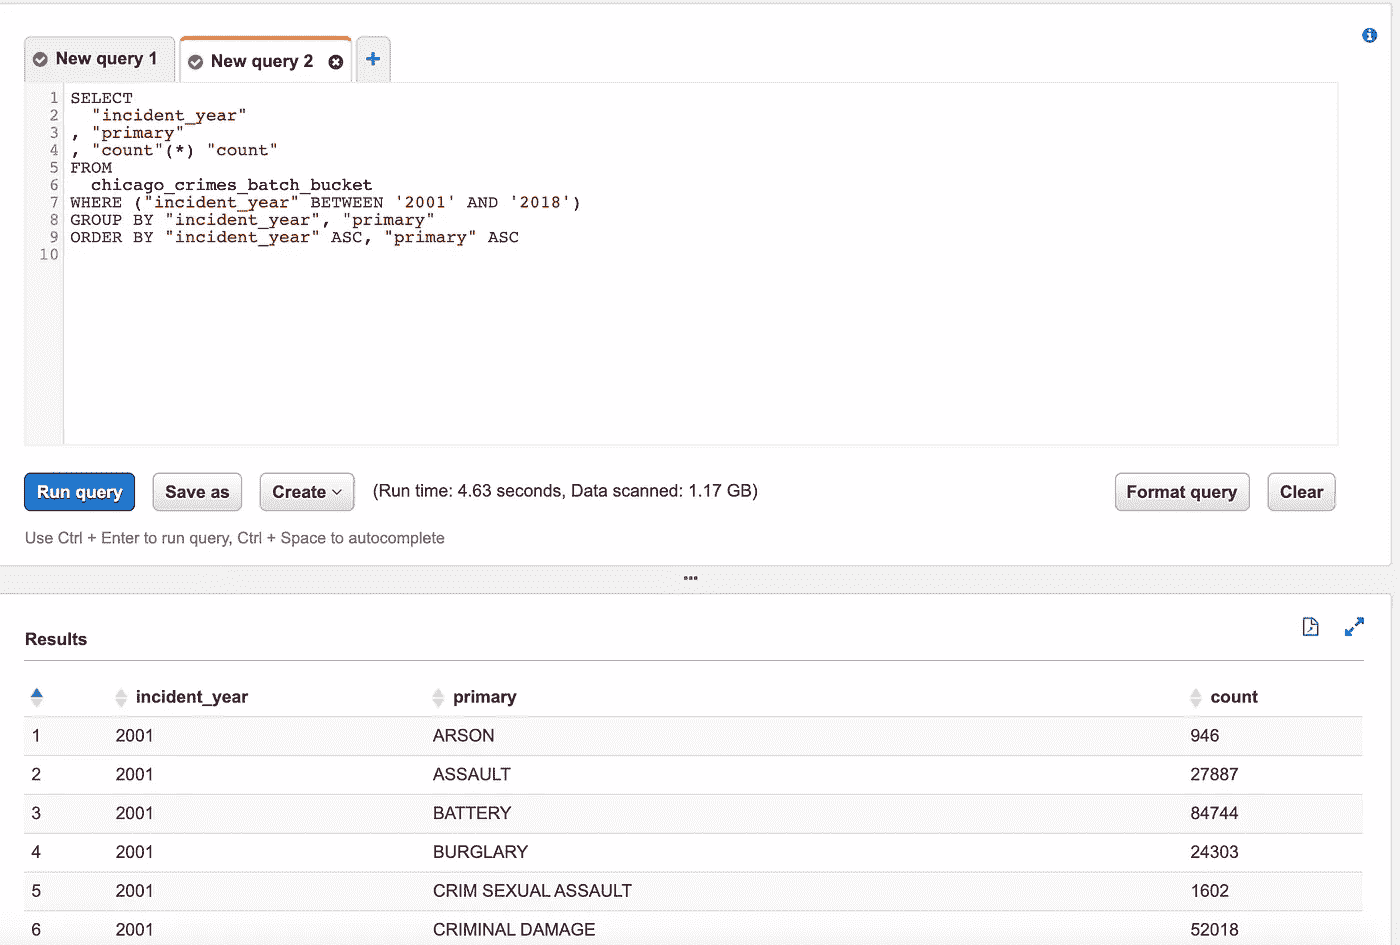 New query 1
New query 2
+
1 SELECT
2 "incident_year"
3 , "primary"
4 , "count"(*) "count"
5 FROM
6 chicago_crimes_batch_bucket
7 WHERE ("incident_year" BETWEEN '2001' AND '2018')
8 GROUP BY "incident_year", "primary"
9 ORDER BY "incident_year" ASC, "primary" ASC
10
Run query Save as Create (Run time: 4.63 seconds, Data scanned: 1.17 GB) Format query Clear
Use Ctrl + Enter to run query, Ctrl + Space to autocomplete
Results
incident_year primary count
1 2001 ARSON 946
2 2001 ASSAULT 27887
3 2001 BATTERY 84744
4 2001 BURGLARY 24303
5 2001 CRIM SEXUAL ASSAULT 1602
6 2001 CRIMINAL DAMAGE 52018